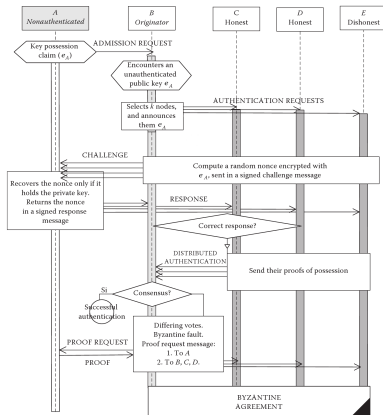 A
Nonauthenticated
B
Originator
C
Honest
D
Honest
E
Dishonest
Key possession
claim (eA)
ADMISSION REQUEST
Encounters an
unauthenticated
public key eA
Selects k nodes,
and announces
them eA
AUTHENTICATION REQUESTS
CHALLENGE
Compute a random nonce encrypted with
eA, sent in a signed challenge message
Recovers the nonce only if it
holds the private key.
Returns the nonce
in a signed response
message
RESPONSE
Correct response?
DISTRIBUTED
AUTHENTICATION
Send their proofs of possession
Si
Consensus?
Successful
authentication
Differing votes.
Byzantine fault.
Proof request message:
1. To A
2. To B, C, D.
PROOF REQUEST
PROOF
BYZANTINE
AGREEMENT